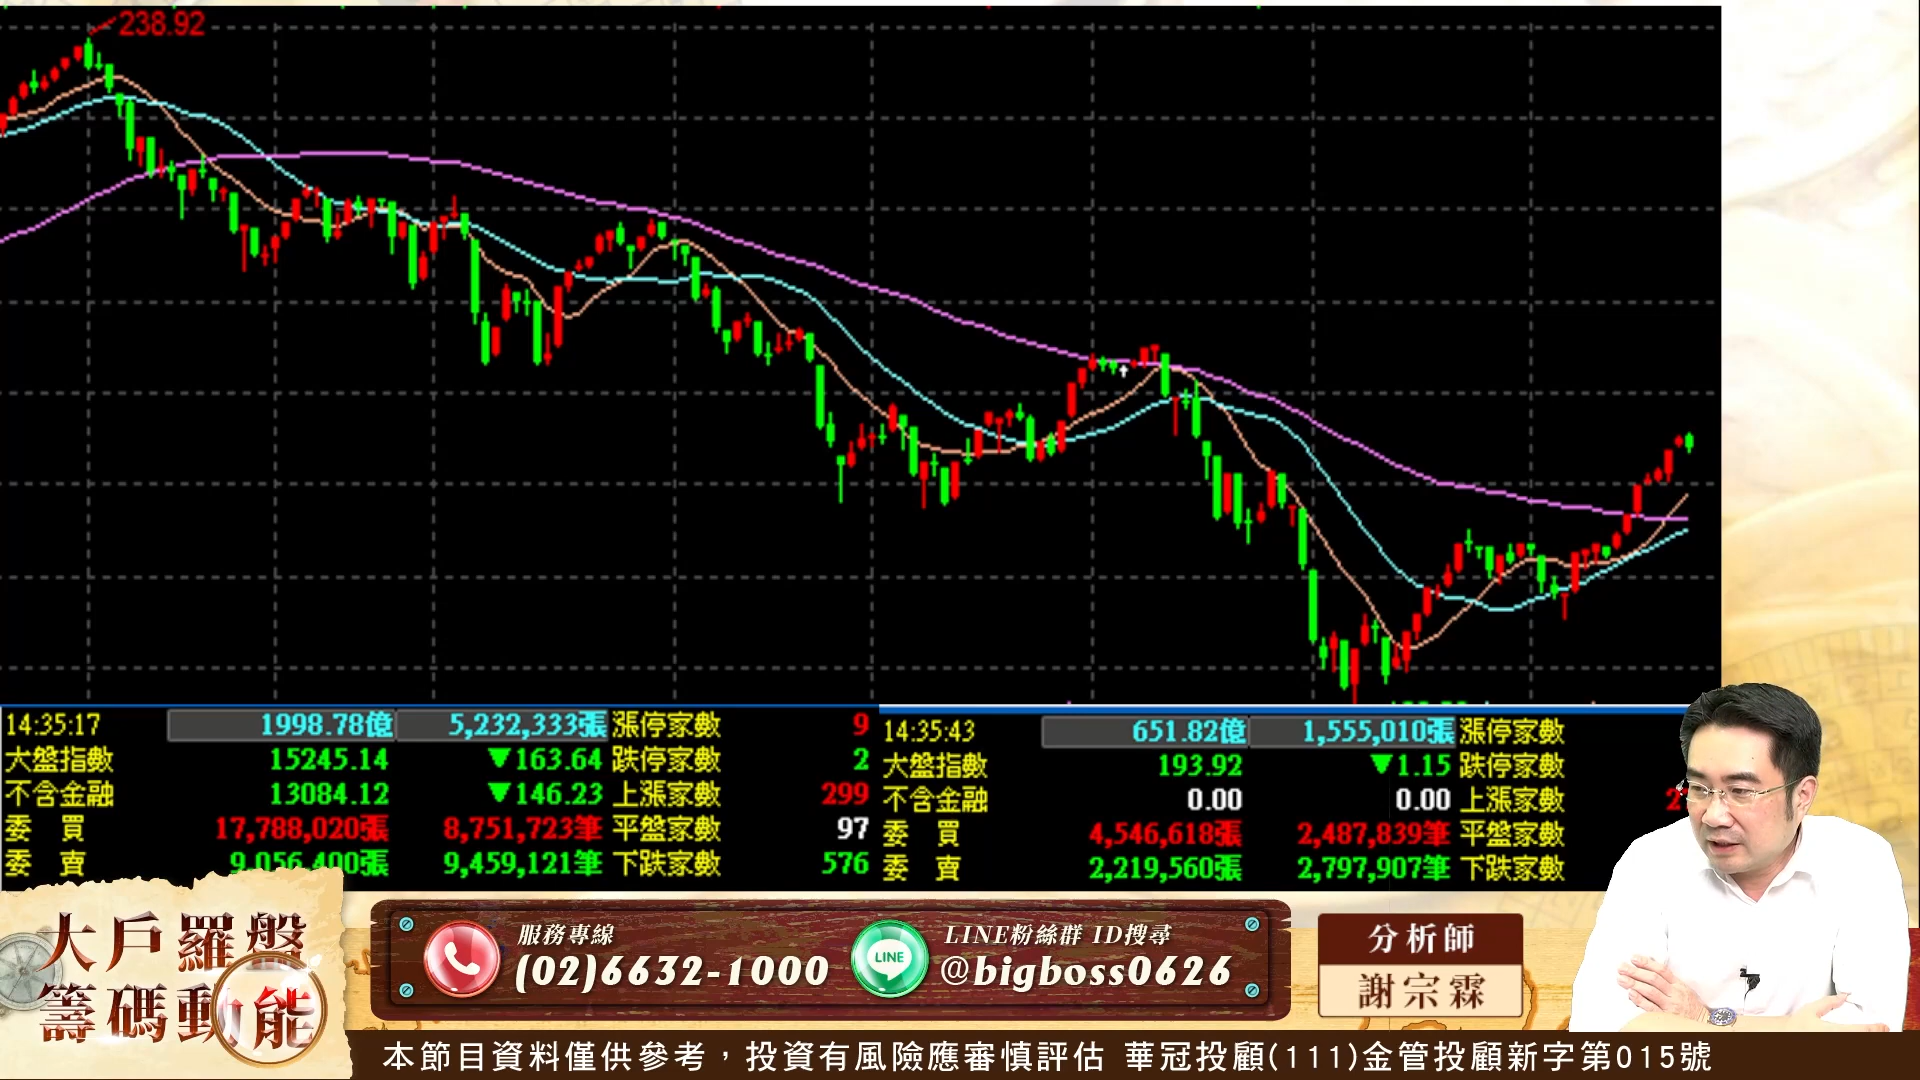 238.92
14:35:17 1998.78億 5,232,333張 漲停家數 9
大盤指數 15245.14 ▼163.64 跌停家數 2
不含金融 13084.12 ▼146.23 上漲家數 299
委 買 17,788,020張 8,751,723筆 平盤家數 97
委 賣 9,056,400張 9,459,121筆 下跌家數 576
14:35:43 651.82億 1,555,010張 漲停家數
大盤指數 193.92 ▼1.15 跌停家數
不含金融 0.00 0.00 上漲家數
委 買 4,546,618張 2,487,839筆 平盤家數
委 賣 2,219,560張 2,797,907筆 下跌家數
大戶羅盤
籌碼動能
服務專線
(02)6632-1000
LINE
LINE粉絲群 ID搜尋
@bigboss0626
分析師
謝宗霖
本節目資料僅供參考，投資有風險應審慎評估 華冠投顧(111)金管投顧新字第015號